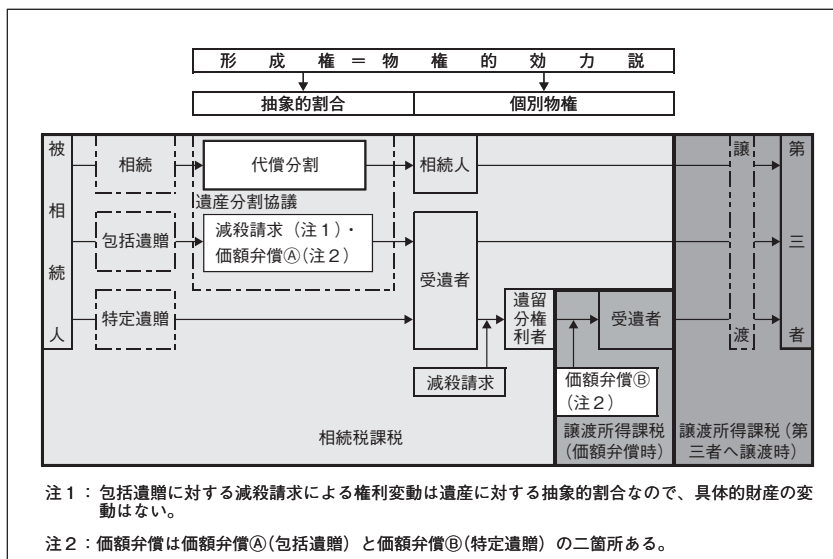 形成権＝物権的効力説
抽象的割合
個別物権
被相続人
相続
代償分割
相続人
譲渡
第三者
遺産分割協議
包括遺贈
減殺請求（注１）・
価額弁償Ⓐ(注２)
受遺者
特定遺贈
遺留
分権
利者
受遺者
減殺請求
価額弁償Ⓑ
(注２)
相続税課税
譲渡所得課税
(価額弁償時)
譲渡所得課税（第
三者へ譲渡時）
注１：包括遺贈に対する減殺請求による権利変動は遺産に対する抽象的割合なので、具体的財産の変
動はない。
注２：価額弁償は価額弁償Ⓐ(包括遺贈）と価額弁償Ⓑ(特定遺贈）の二箇所ある。